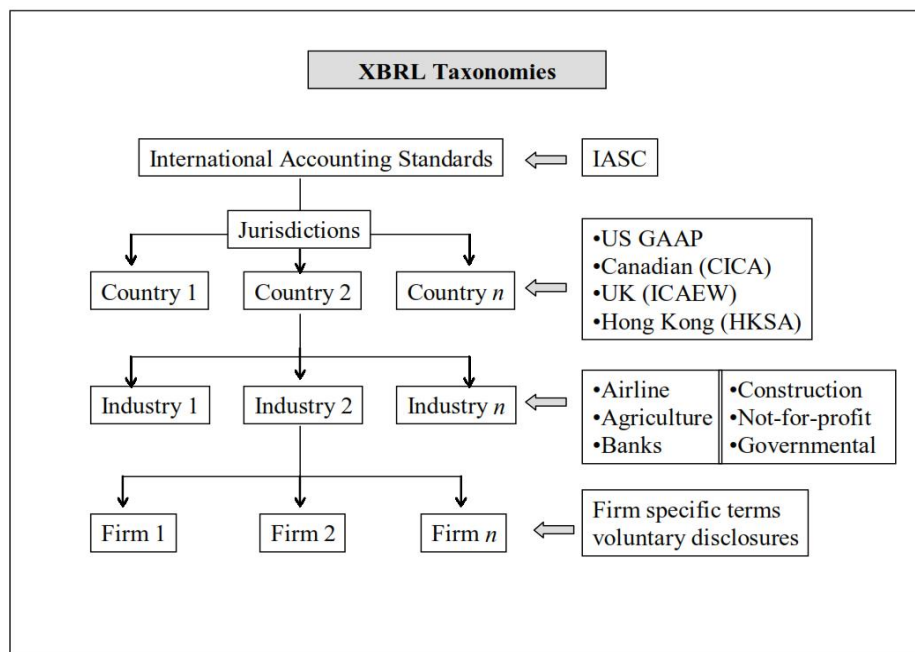 XBRL Taxonomies
International Accounting Standards
IASC
Jurisdictions
Country 1
Country 2
Country n
•US GAAP
•Canadian (CICA)
•UK (ICAEW)
•Hong Kong (HKSA)
Industry 1
Industry 2
Industry n
•Airline
•Agriculture
•Banks
•Construction
•Not-for-profit
•Governmental
Firm 1
Firm 2
Firm n
Firm specific terms
voluntary disclosures